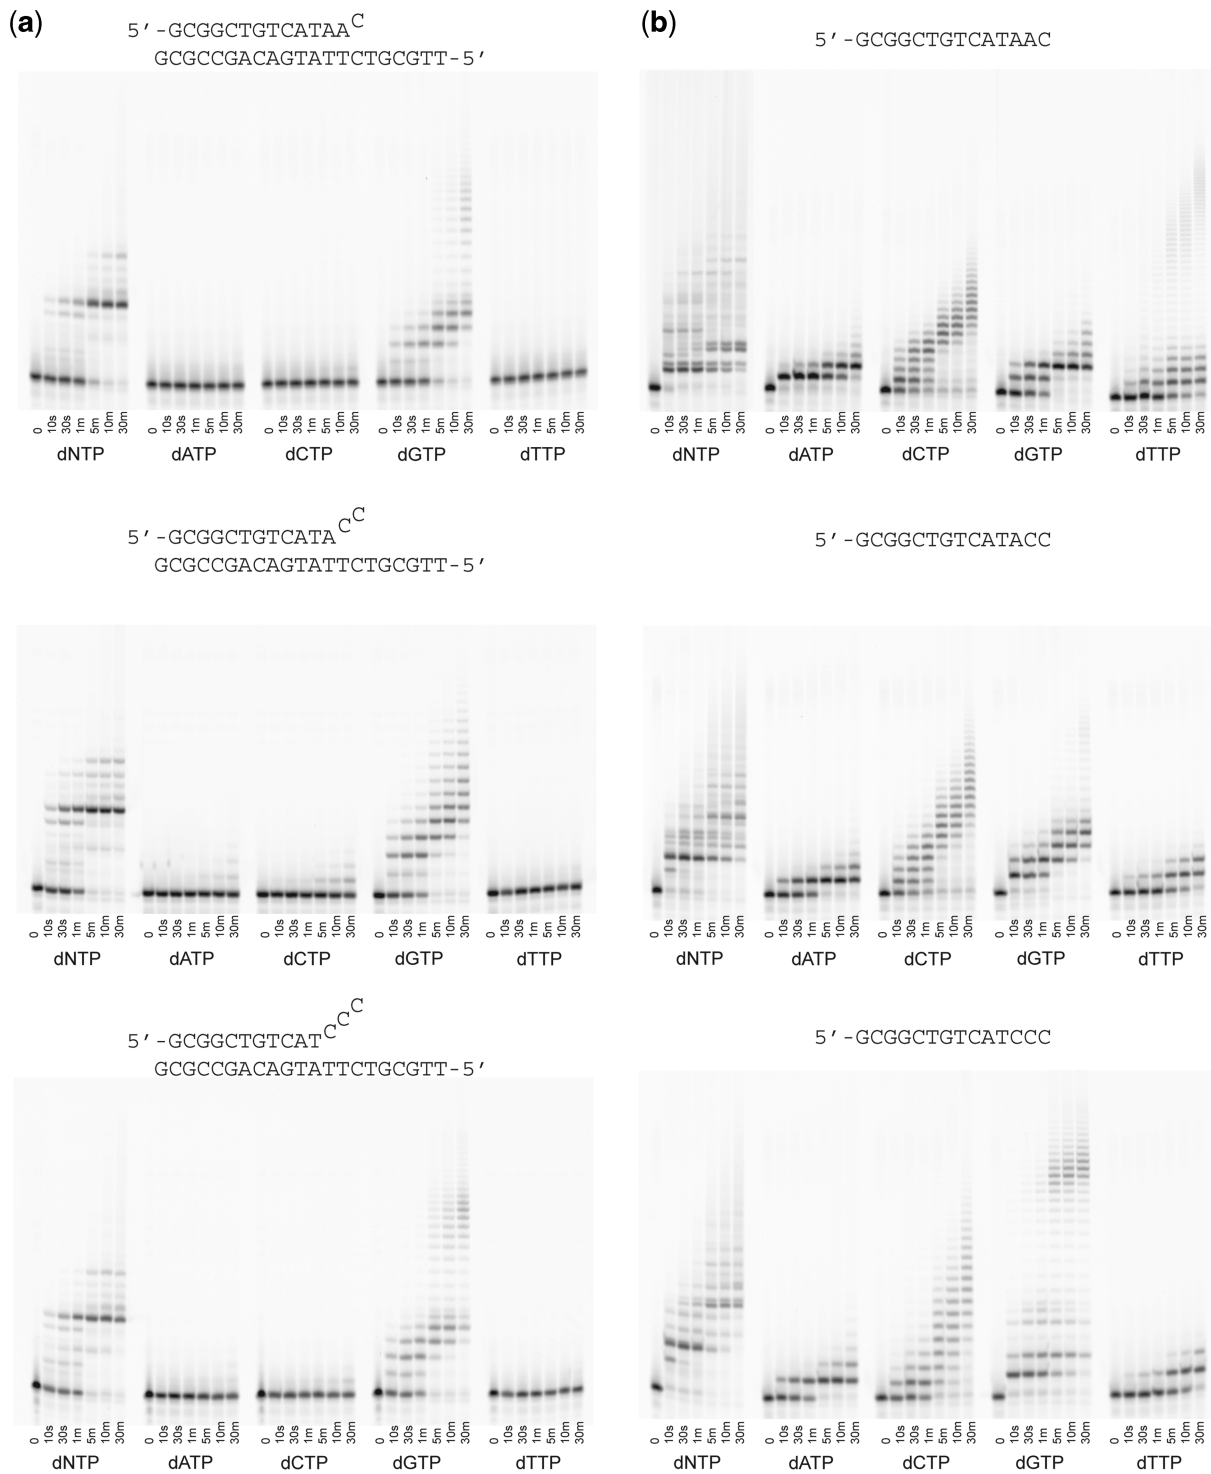 (a)
5′-GCGGCTGTCATAAC
GCGCCGACAGTATTCTGCGTT-5′
0 10s 30s 1m 5m 10m 30m 0 10s 30s 1m 5m 10m 30m 0 10s 30s 1m 5m 10m 30m 0 10s 30s 1m 5m 10m 30m 0 10s 30s 1m 5m 10m 30m
dNTP dATP dCTP dGTP dTTP
(b)
5′-GCGGCTGTCATAAC
0 10s 30s 1m 5m 10m 30m 0 10s 30s 1m 5m 10m 30m 0 10s 30s 1m 5m 10m 30m 0 10s 30s 1m 5m 10m 30m 0 10s 30s 1m 5m 10m 30m
dNTP dATP dCTP dGTP dTTP
5′-GCGGCTGTCATACC
GCGCCGACAGTATTCTGCGTT-5′
0 10s 30s 1m 5m 10m 30m 0 10s 30s 1m 5m 10m 30m 0 10s 30s 1m 5m 10m 30m 0 10s 30s 1m 5m 10m 30m 0 10s 30s 1m 5m 10m 30m
dNTP dATP dCTP dGTP dTTP
5′-GCGGCTGTCATACC
0 10s 30s 1m 5m 10m 30m 0 10s 30s 1m 5m 10m 30m 0 10s 30s 1m 5m 10m 30m 0 10s 30s 1m 5m 10m 30m 0 10s 30s 1m 5m 10m 30m
dNTP dATP dCTP dGTP dTTP
5′-GCGGCTGTCATCCC
GCGCCGACAGTATTCTGCGTT-5′
0 10s 30s 1m 5m 10m 30m 0 10s 30s 1m 5m 10m 30m 0 10s 30s 1m 5m 10m 30m 0 10s 30s 1m 5m 10m 30m 0 10s 30s 1m 5m 10m 30m
dNTP dATP dCTP dGTP dTTP
5′-GCGGCTGTCATCCC
0 10s 30s 1m 5m 10m 30m 0 10s 30s 1m 5m 10m 30m 0 10s 30s 1m 5m 10m 30m 0 10s 30s 1m 5m 10m 30m 0 10s 30s 1m 5m 10m 30m
dNTP dATP dCTP dGTP dTTP